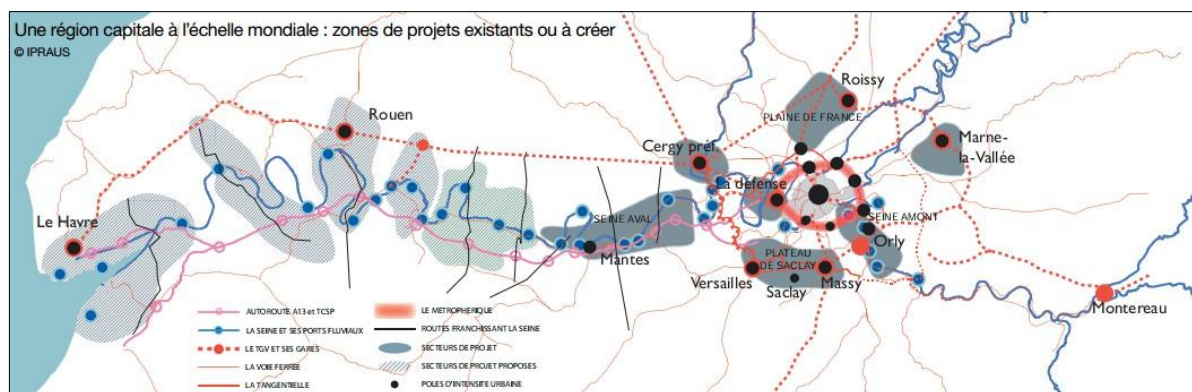 Une région capitale à l'échelle mondiale : zones de projets existants ou à créer
© IPRAUS
Roissy
PLAINE DE FRANCE
Rouen
Marne-
la-Vallée
Cergy préf.
La défense
Le Havre
SEINE AVAL
SEINE AMONT
Mantes
Orly
PLATEAU
DE SACLAY
Versailles
Saclay
Massy
Montereau
AUTOROUTE A13 et TCSP
LA SEINE ET SES PORTS FLUVIAUX
LE TGV ET SES GARES
LA VOIE FERRÉE
LA TANGENTIELLE
LE METROPHERIQUE
ROUTES FRANCHISSANT LA SEINE
SECTEURS DE PROJET
SECTEURS DE PROJET PROPOSES
POLES D'INTENSITE URBAINE